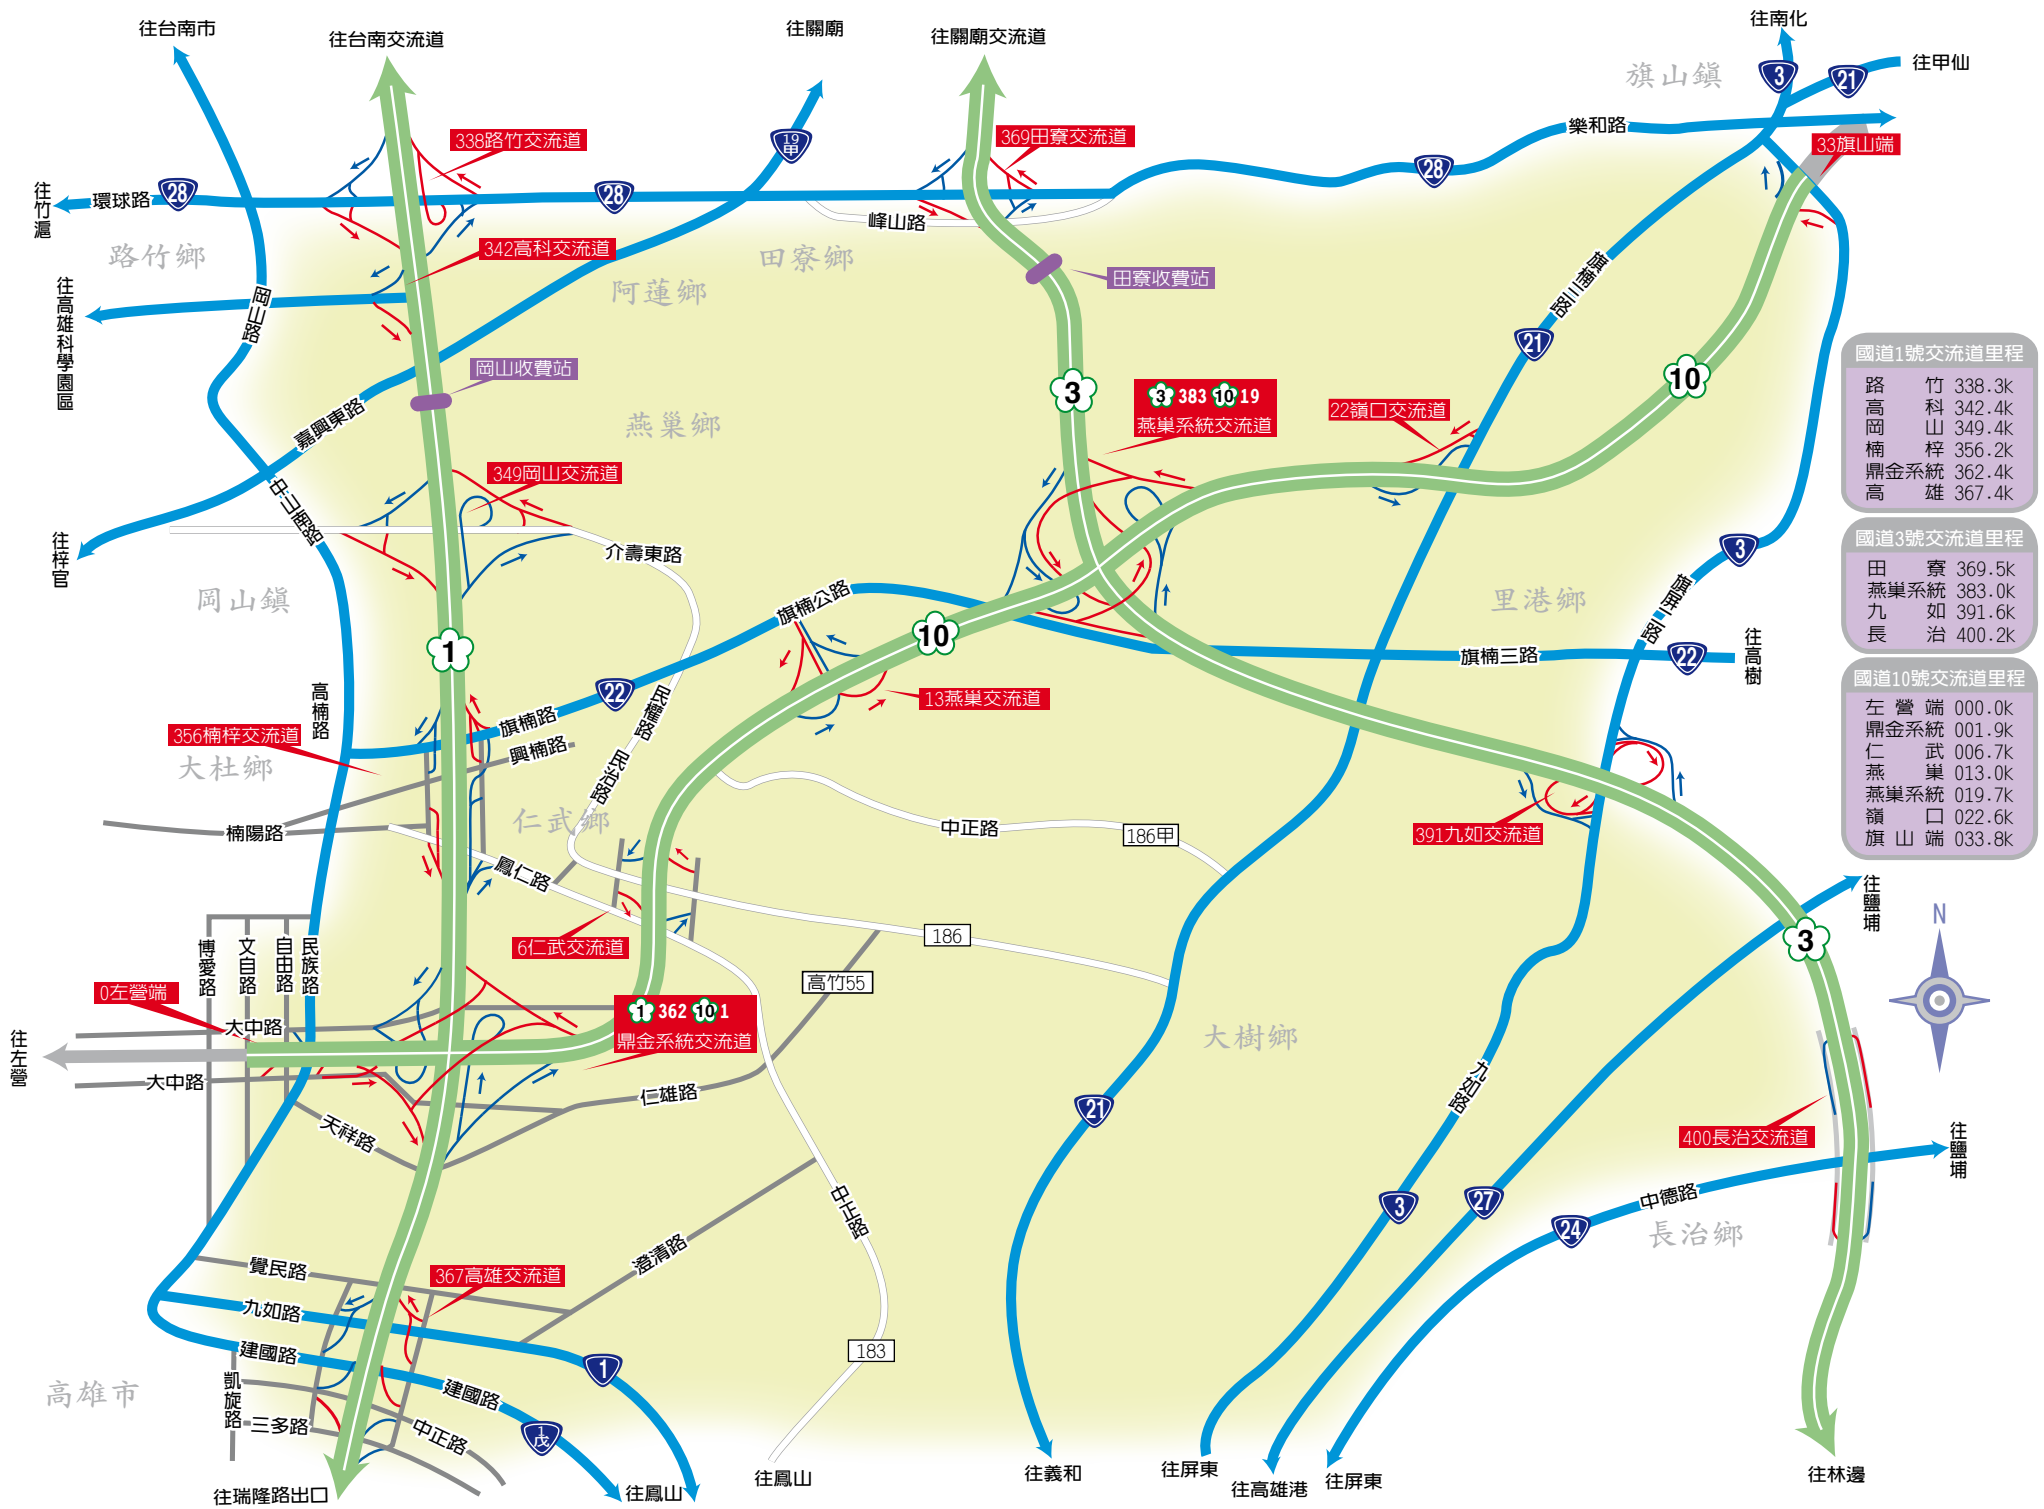 往台南市
往台南交流道
往關廟
往關廟交流道
往南化
往甲仙
旗山鎮
3
21
樂和路
338路竹交流道
19甲
369田寮交流道
33旗山端
28
往竹滬
環球路
28
28
峰山路
路竹鄉
342高科交流道
田寮鄉
田寮收費站
阿蓮鄉
旗楠三路
往高雄科學園區
岡山路
21
岡山收費站
3
3 383 10 19
燕巢系統交流道
22嶺口交流道
10
國道1號交流道里程
路竹 338.3k
高科 342.4k
岡山 349.4k
楠梓 356.2k
鼎金系統 362.4k
高雄 367.4k
國道3號交流道里程
田寮 369.5k
燕巢系統 383.0k
九如 391.6k
長治 400.2k
國道10號交流道里程
左營端 000.0k
鼎金系統 001.9k
仁武 006.7k
燕巢 013.0k
燕巢系統 019.7k
嶺口 022.6k
旗山端 033.8k
嘉興東路
燕巢鄉
349岡山交流道
中山南路
往梓官
介壽東路
3
岡山鎮
旗楠公路
里港鄉
旗屏二路
10
1
往高樹
旗楠三路
22
高楠路
民權路
22
13燕巢交流道
356楠梓交流道
旗楠路
興楠路
大社鄉
民治路
仁武鄉
楠陽路
中正路
186甲
391九如交流道
鳳仁路
往鹽埔
186
6仁武交流道
3
N
博愛路
文自路
自由路
民族路
高竹55
0左營端
1 362 10 1
鼎金系統交流道
大中路
往左營
大樹鄉
大中路
仁雄路
九如路
21
天祥路
400長治交流道
往鹽埔
中正路
3
27
中德路
24
長治鄉
澄清路
覺民路
367高雄交流道
九如路
建國路
183
1
高雄市
凱旋路
建國路
三多路
中正路
1戊
往瑞隆路出口
往鳳山
往鳳山
往義和
往屏東
往高雄港
往屏東
往林邊